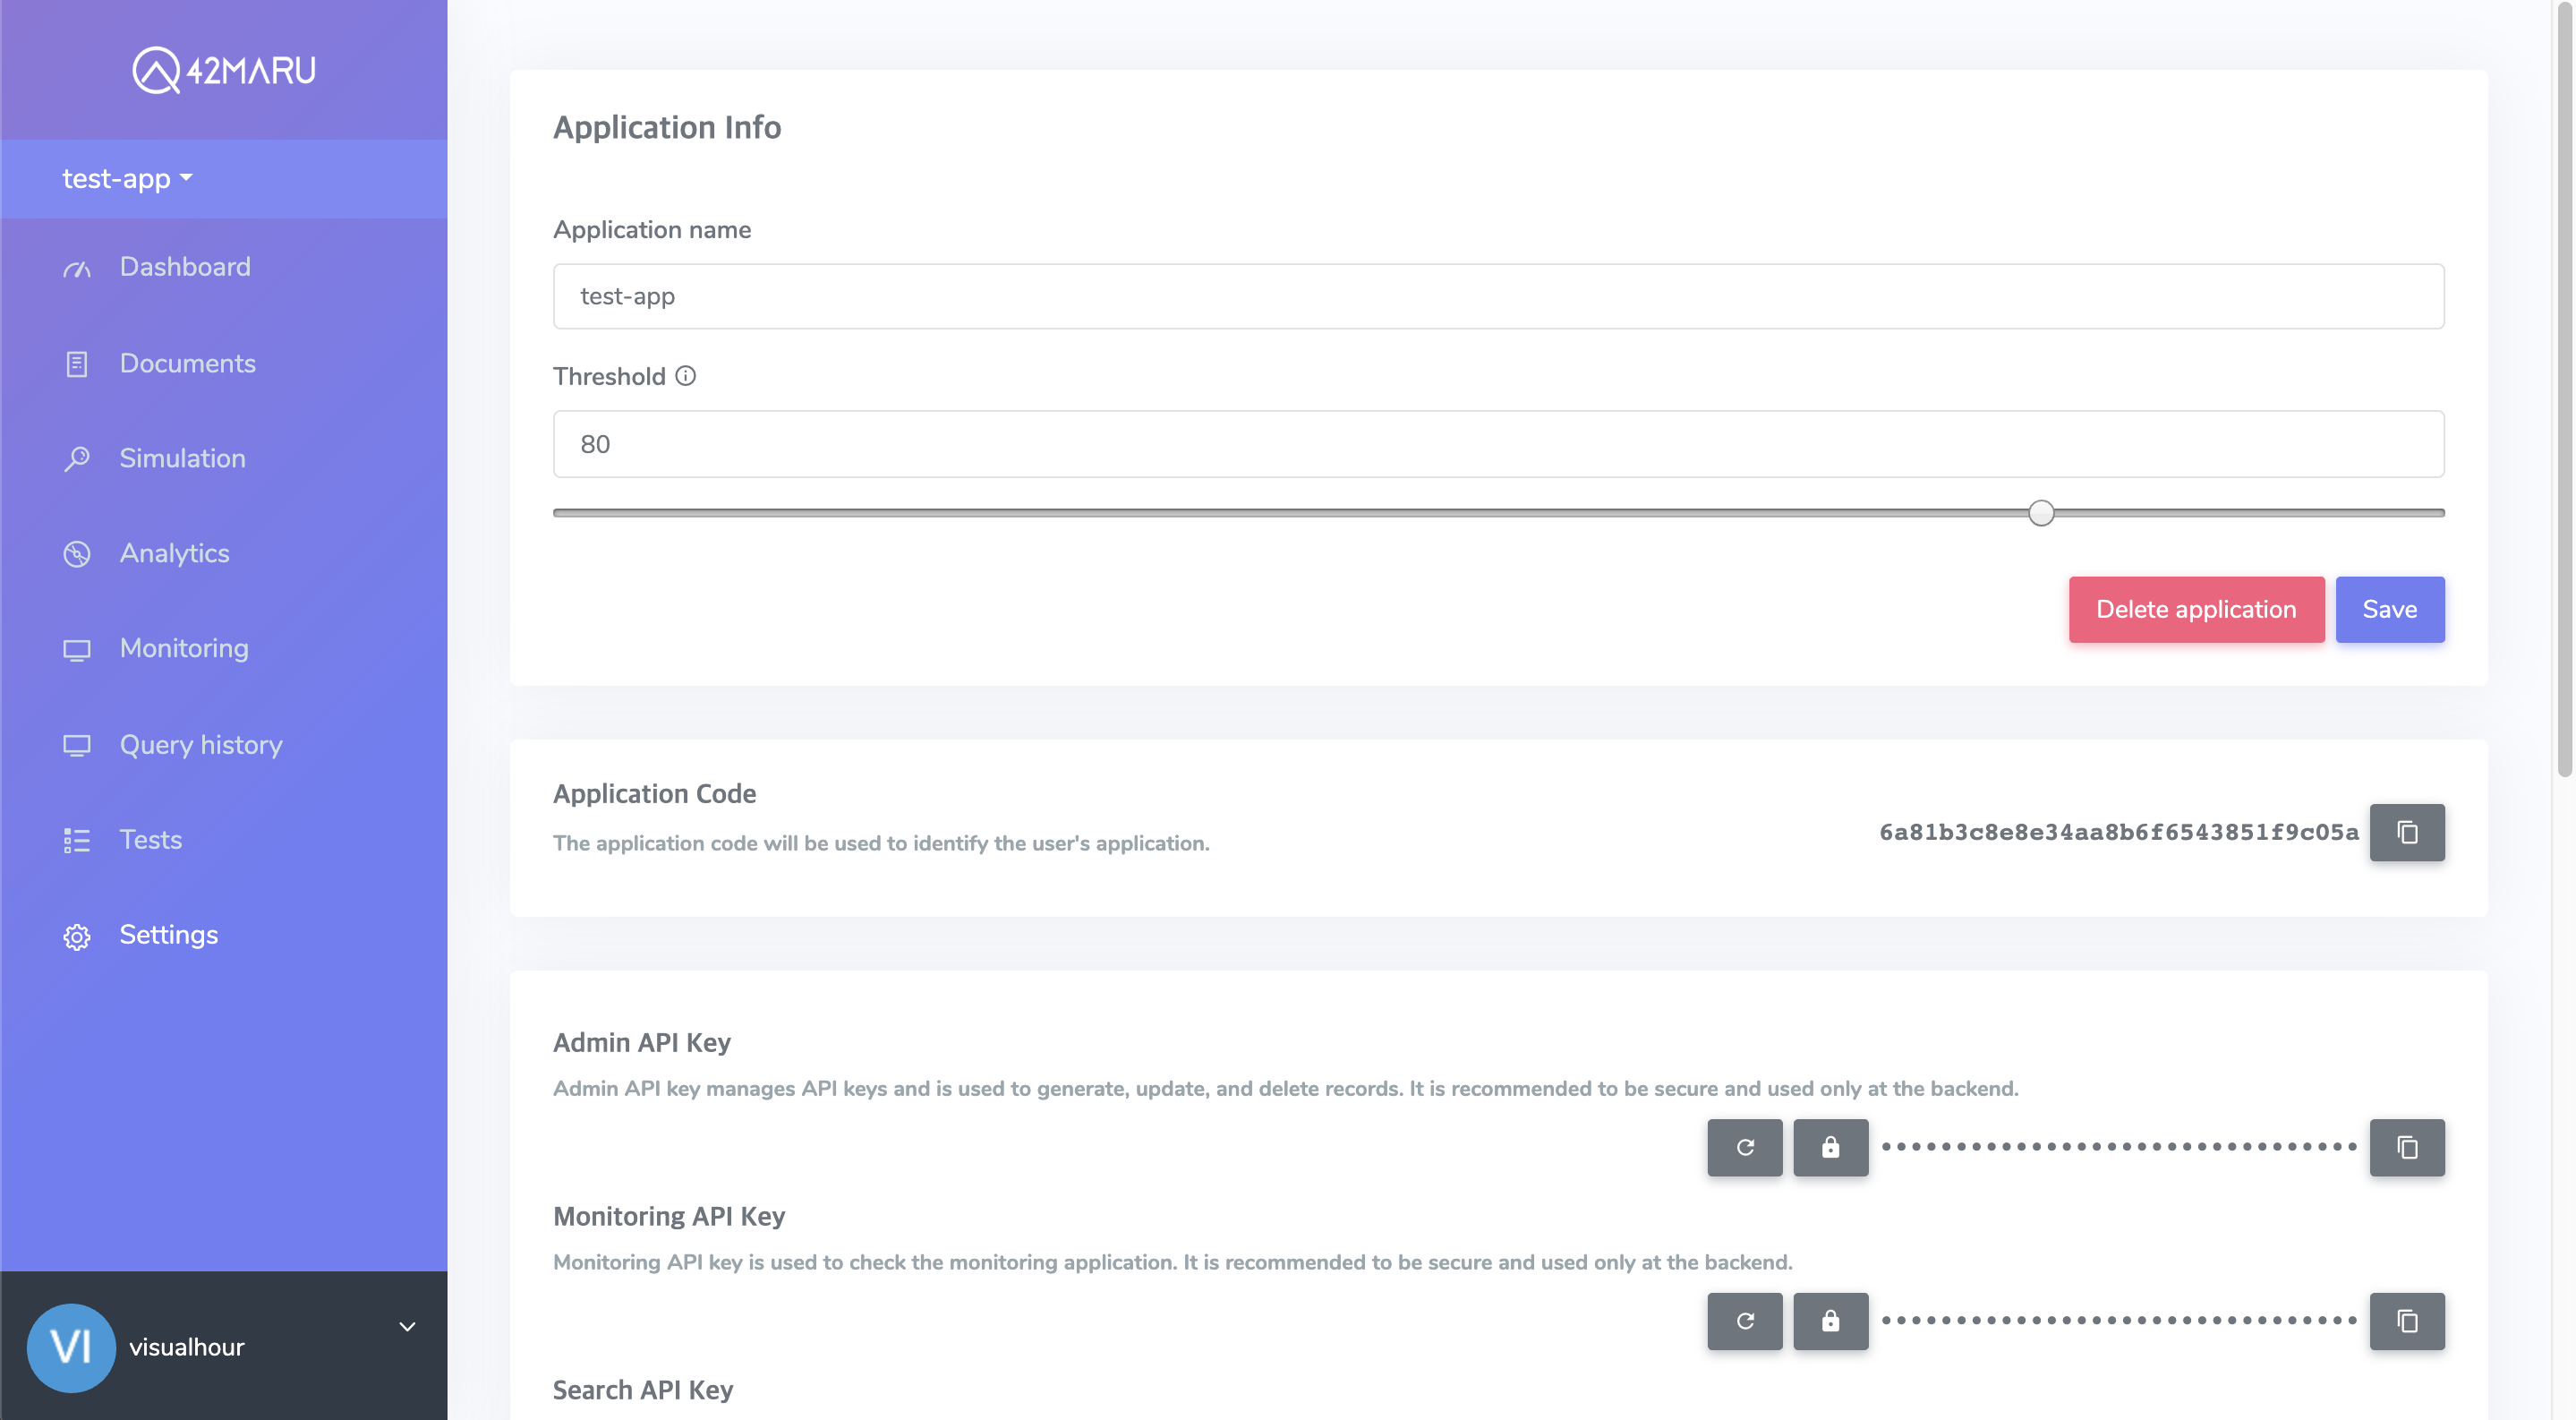 42MARU
test-app
Dashboard
Documents
Simulation
Analytics
Monitoring
Query history
Tests
Settings
VI
visualhour
Application Info
Application name
test-app
Threshold
80
Delete application
Save
Application Code
The application code will be used to identify the user's application.
6a81b3c8e8e34aa8b6f6543851f9c05a
Admin API Key
Admin API key manages API keys and is used to generate, update, and delete records. It is recommended to be secure and used only at the backend.
Monitoring API Key
Monitoring API key is used to check the monitoring application. It is recommended to be secure and used only at the backend.
Search API Key